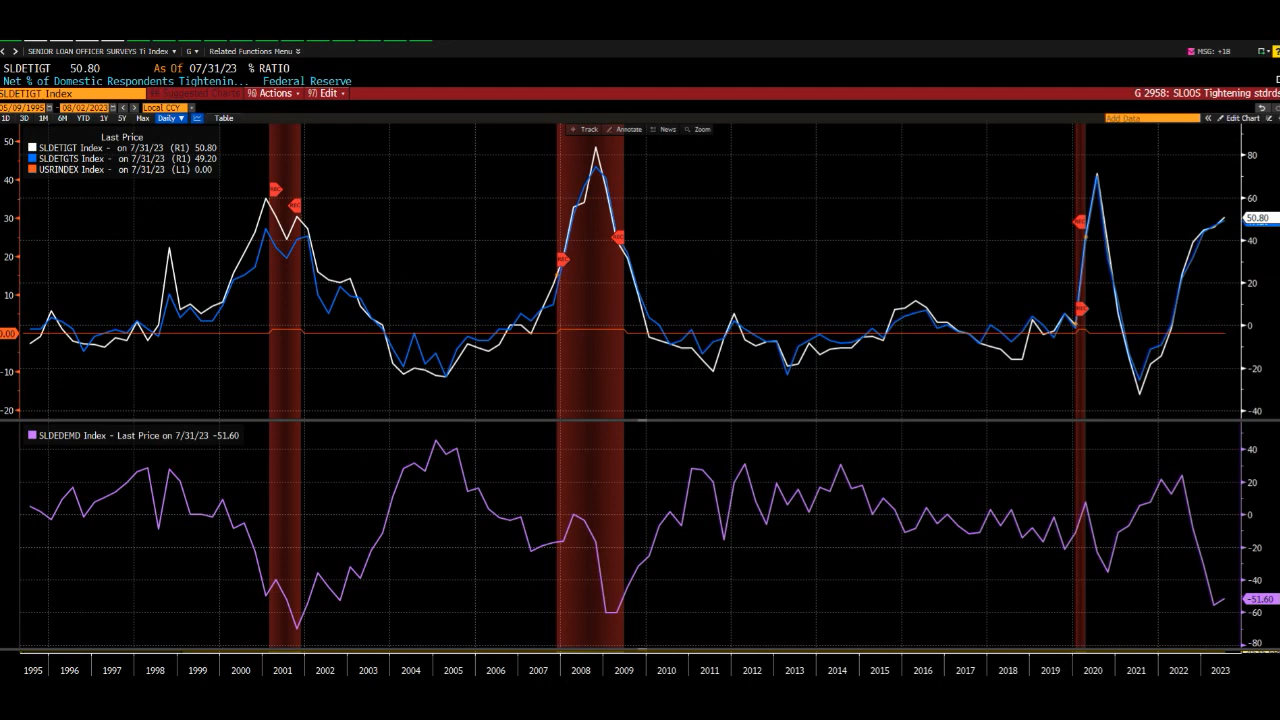 SENIOR LOAN OFFICER SURVEYS Ti Index G Related Functions Menu MSG: +18
SLDETIGT 50.80 As Of 07/31/23 % RATIO
Net % of Domestic Respondents Tightenin... Federal Reserve
SLDETIGT Index 96 Suggested Charts 96) Actions 97) Edit G 2958: SLOOS Tightening stdrds
05/09/1995 - 08/02/2023 Local CCY
1D 3D 1M 6M YTD 1Y 5Y Max Daily Table Add Data Edit Chart
Track Annotate News Zoom
Last Price
SLDETIGT Index - on 7/31/23 (R1) 50.80
SLDETGTS Index - on 7/31/23 (R1) 49.20
USRINDEX Index - on 7/31/23 (L1) 0.00
50 80
40
30 60
50.80
20 40
10 20
0.00 0
-10 -20
-20 -40
SLDEDEMD Index - Last Price on 7/31/23 -51.60
40
20
0
-20
-40
-51.60
-60
-80
1995 1996 1997 1998 1999 2000 2001 2002 2003 2004 2005 2006 2007 2008 2009 2010 2011 2012 2013 2014 2015 2016 2017 2018 2019 2020 2021 2022 2023